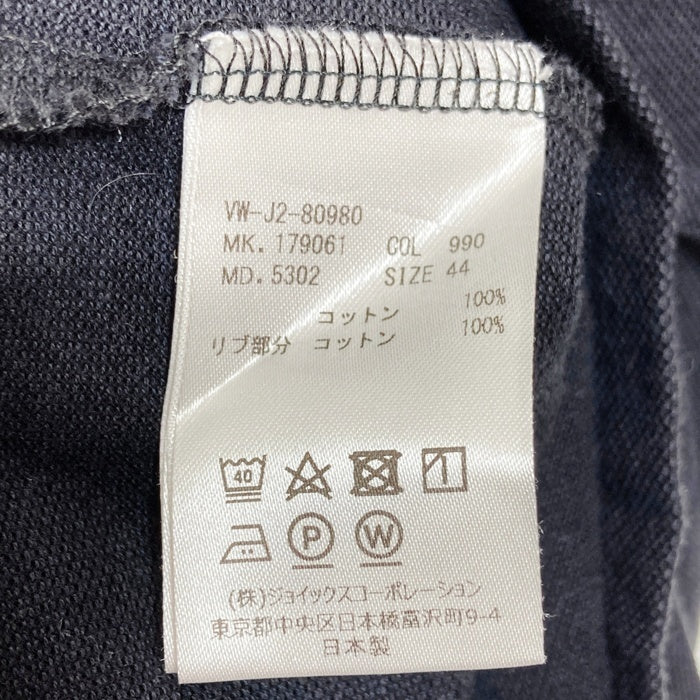 VW-J2-80980
MK. 179061 COL 990
MD. 5302 SIZE 44
コットン 100%
リブ部分 コットン 100%
40
P W
(株)ジョイックスコーポレーション
東京都中央区日本橋富沢町9-4
日本製